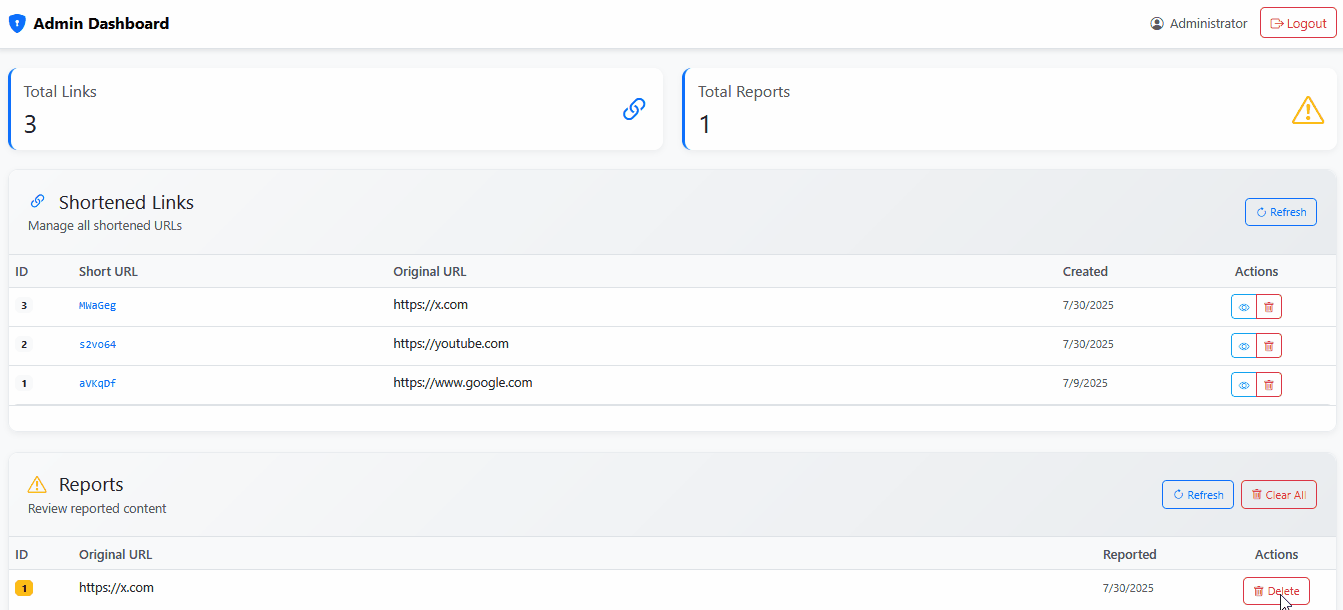 Admin Dashboard
Administrator
Logout
Total Links
3
Total Reports
1
Shortened Links
Manage all shortened URLs
Refresh
ID Short URL Original URL Created Actions
3 MWaGeg https://x.com 7/30/2025
2 s2vo64 https://youtube.com 7/30/2025
1 aVKqDf https://www.google.com 7/9/2025
Reports
Review reported content
Refresh Clear All
ID Original URL Reported Actions
1 https://x.com 7/30/2025 Delete